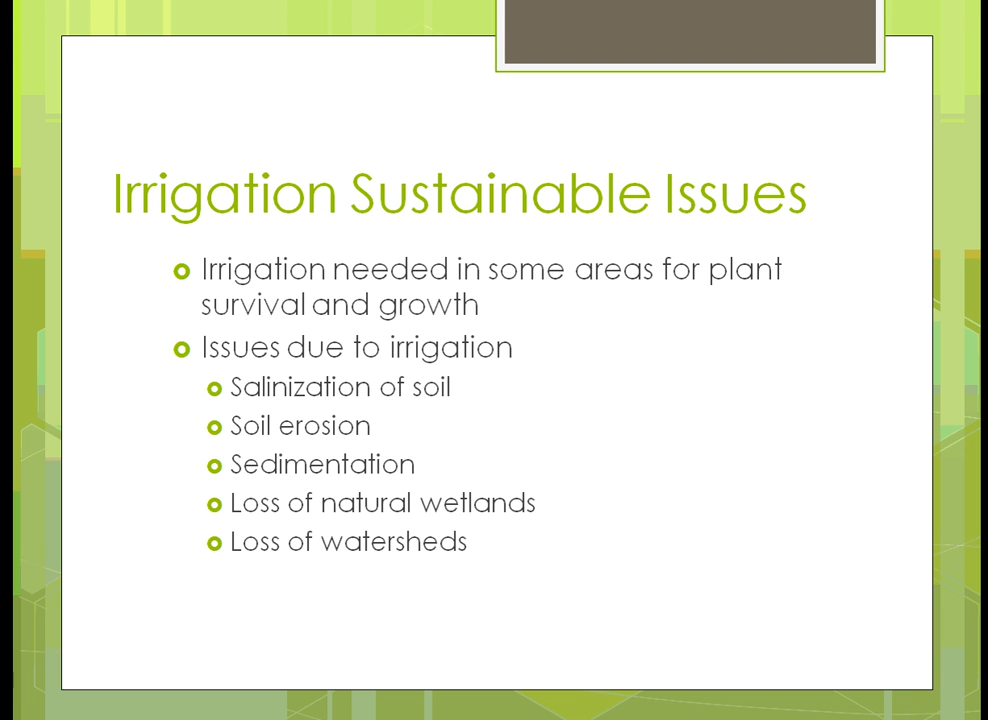 Irrigation Sustainable Issues
Irrigation needed in some areas for plant
survival and growth
Issues due to irrigation
Salinization of soil
Soil erosion
Sedimentation
Loss of natural wetlands
Loss of watersheds